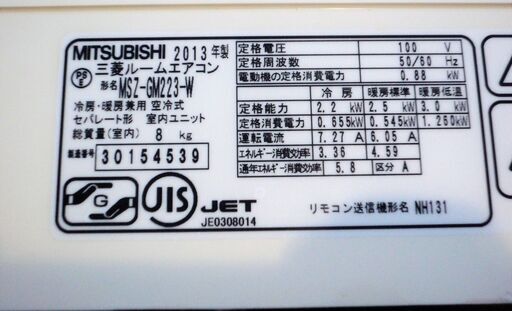 MITSUBISHI 2013年製
PS E
三菱ルームエアコン
形名 MSZ-GM223-W
冷房・暖房兼用 空冷式
セパレート形 室内ユニット
総質量(室内) 8 kg
製造番号 30154539
G
JIS
JET
JE0308014
定格電圧 100 V
定格周波数 50/60 Hz
電動機の定格消費電力 0.88 kW
冷房 暖房標準 暖房低温
定格能力 2.2 kW 2.5 kW 3.0 kW
定格消費電力 0.655kW 0.545kW 1.260kW
運転電流 7.27 A 6.05 A
エネルギー消費効率 3.36 4.59
通年エネルギー消費効率 5.8 区分 A
リモコン送信機形名 NH131